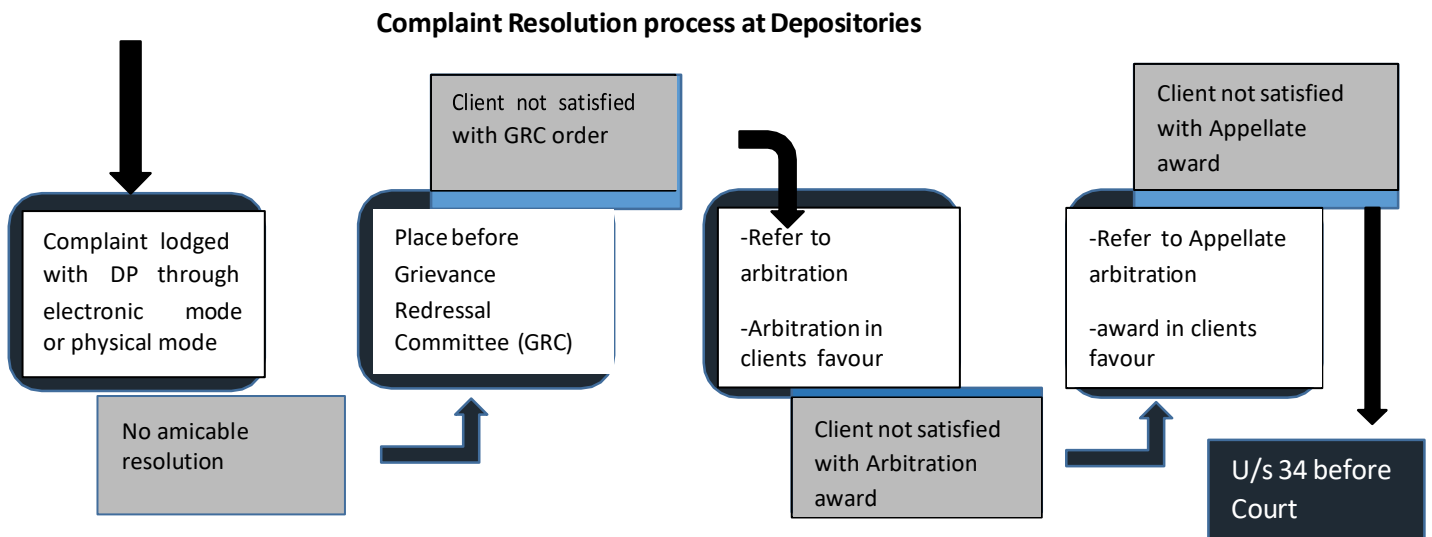 Complaint Resolution process at Depositories
Complaint lodged
with DP through
electronic mode
or physical mode
No amicable
resolution
Client not satisfied
with GRC order
Place before
Grievance
Redressal
Committee (GRC)
-Refer to
arbitration
-Arbitration in
clients favour
Client not satisfied
with Arbitration
award
Client not satisfied
with Appellate
award
-Refer to Appellate
arbitration
-award in clients
favour
U/s 34 before
Court